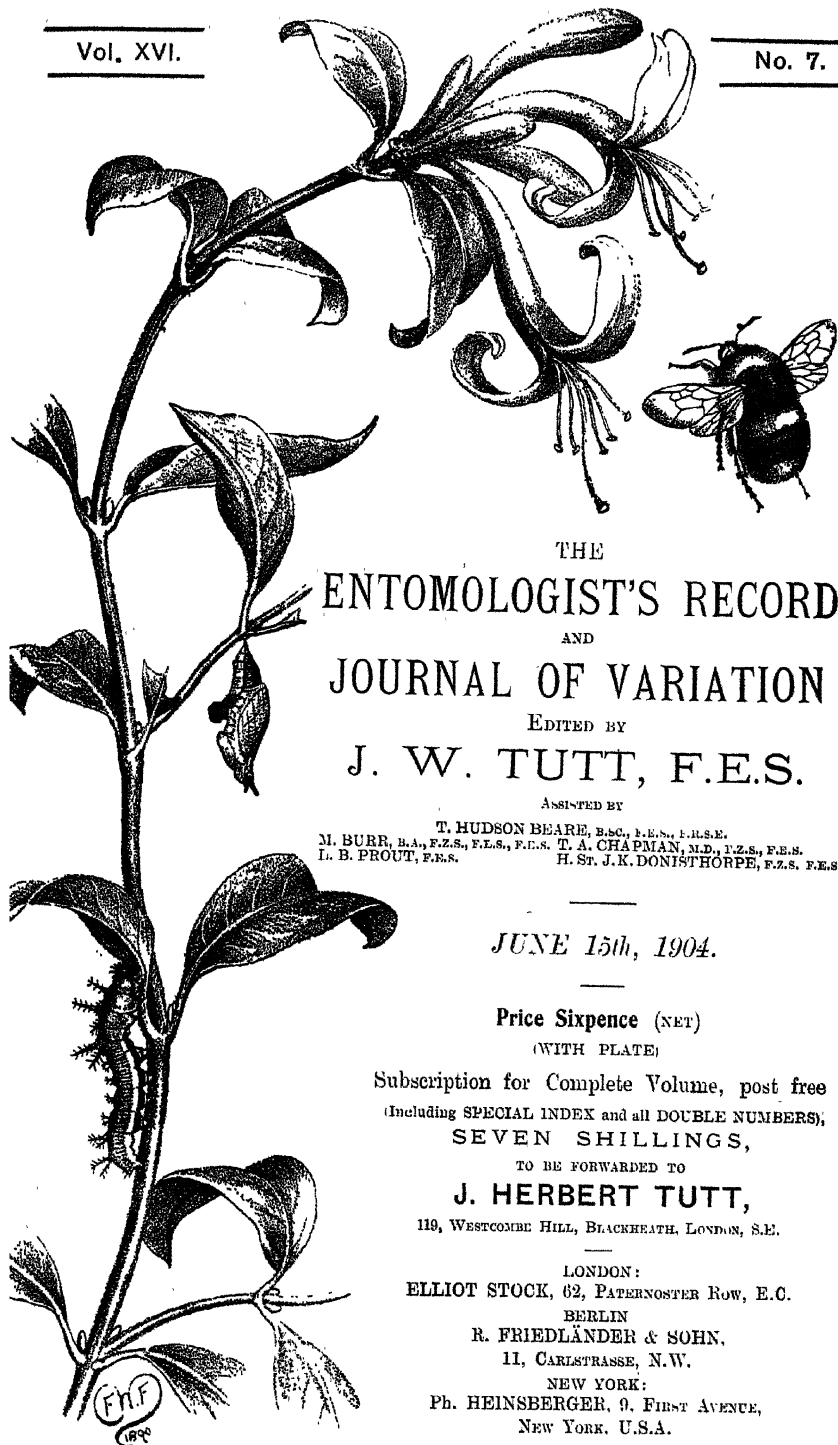 Vol. XVI.
No. 7.
THE
ENTOMOLOGIST'S RECORD
AND
JOURNAL OF VARIATION
EDITED BY
J. W. TUTT, F.E.S.
ASSISTED BY
T. HUDSON BEARE, B.SC., F.E.S., F.R.S.E.
M. BURR, B.A., F.Z.S., F.L.S., F.E.S. T. A. CHAPMAN, M.D., F.Z.S., F.E.S.
L. B. PROUT, F.E.S. H. ST. J. K. DONISTHORPE, F.Z.S. F.E.S
JUNE 15th, 1904.
Price Sixpence (NET)
(WITH PLATE)
Subscription for Complete Volume, post free
(Including SPECIAL INDEX and all DOUBLE NUMBERS),
SEVEN SHILLINGS,
TO BE FORWARDED TO
J. HERBERT TUTT,
119, WESTCOMBE HILL, BLACKHEATH, LONDON, S.E.
LONDON:
ELLIOT STOCK, 62, PATERNOSTER ROW, E.C.
BERLIN
R. FRIEDLÄNDER & SOHN,
11, CARLSTRASSE, N.W.
NEW YORK:
Ph. HEINSBERGER, 9, FIRST AVENUE,
NEW YORK, U.S.A.
F.W.F
1890